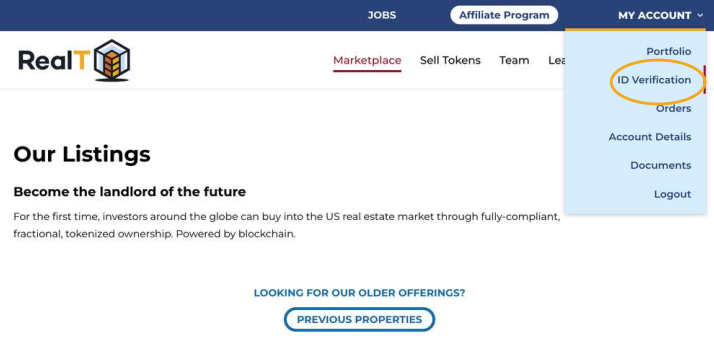 JOBS
Affiliate Program
MY ACCOUNT
RealT
Marketplace
Sell Tokens
Team
Lea
Portfolio
ID Verification
Orders
Account Details
Documents
Logout
Our Listings
Become the landlord of the future
For the first time, investors around the globe can buy into the US real estate market through fully-compliant,
fractional, tokenized ownership. Powered by blockchain.
LOOKING FOR OUR OLDER OFFERINGS?
PREVIOUS PROPERTIES